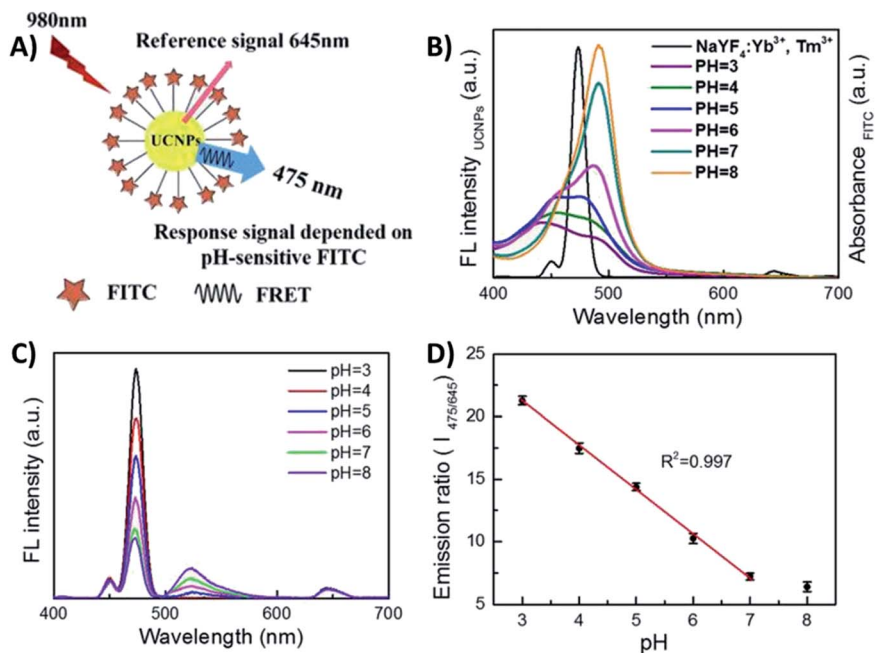 A)
980nm
Reference signal 645nm
UCNPs
FRET
475 nm
Response signal depended on
pH-sensitive FITC
FITC
FRET
B)
FL intensity UCNPs (a.u.)
NaYF4:Yb3+, Tm3+
PH=3
PH=4
PH=5
PH=6
PH=7
PH=8
Absorbance FITC (a.u.)
400 500 600 700
Wavelength (nm)
C)
FL intensity (a.u.)
pH=3
pH=4
pH=5
pH=6
pH=7
pH=8
400 500 600 700
Wavelength (nm)
D)
Emission ratio ( I 475/645)
25
20
15
10
5
R2=0.997
3 4 5 6 7 8
pH